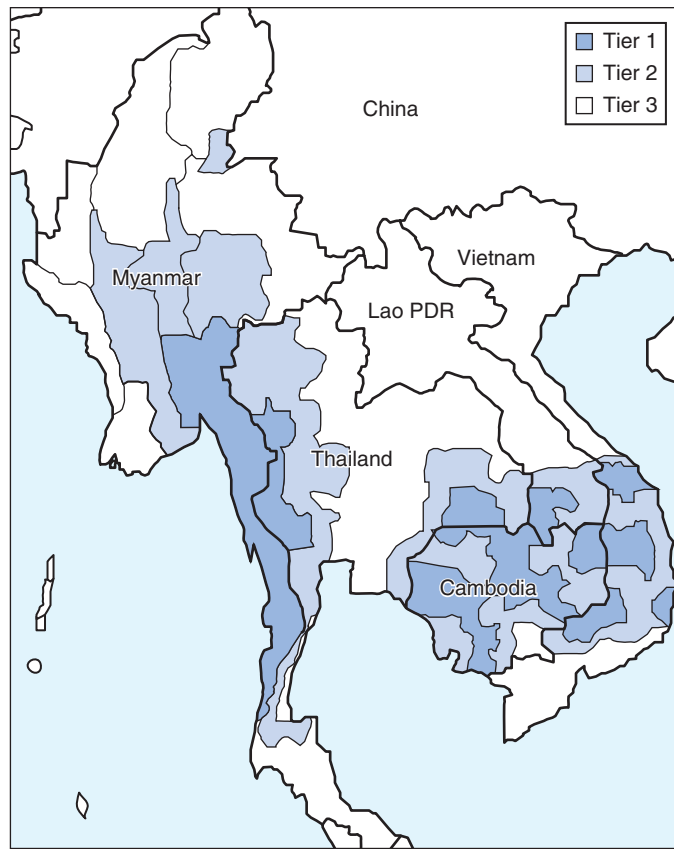 Tier 1
Tier 2
Tier 3
China
Vietnam
Myanmar
Lao PDR
Thailand
Cambodia